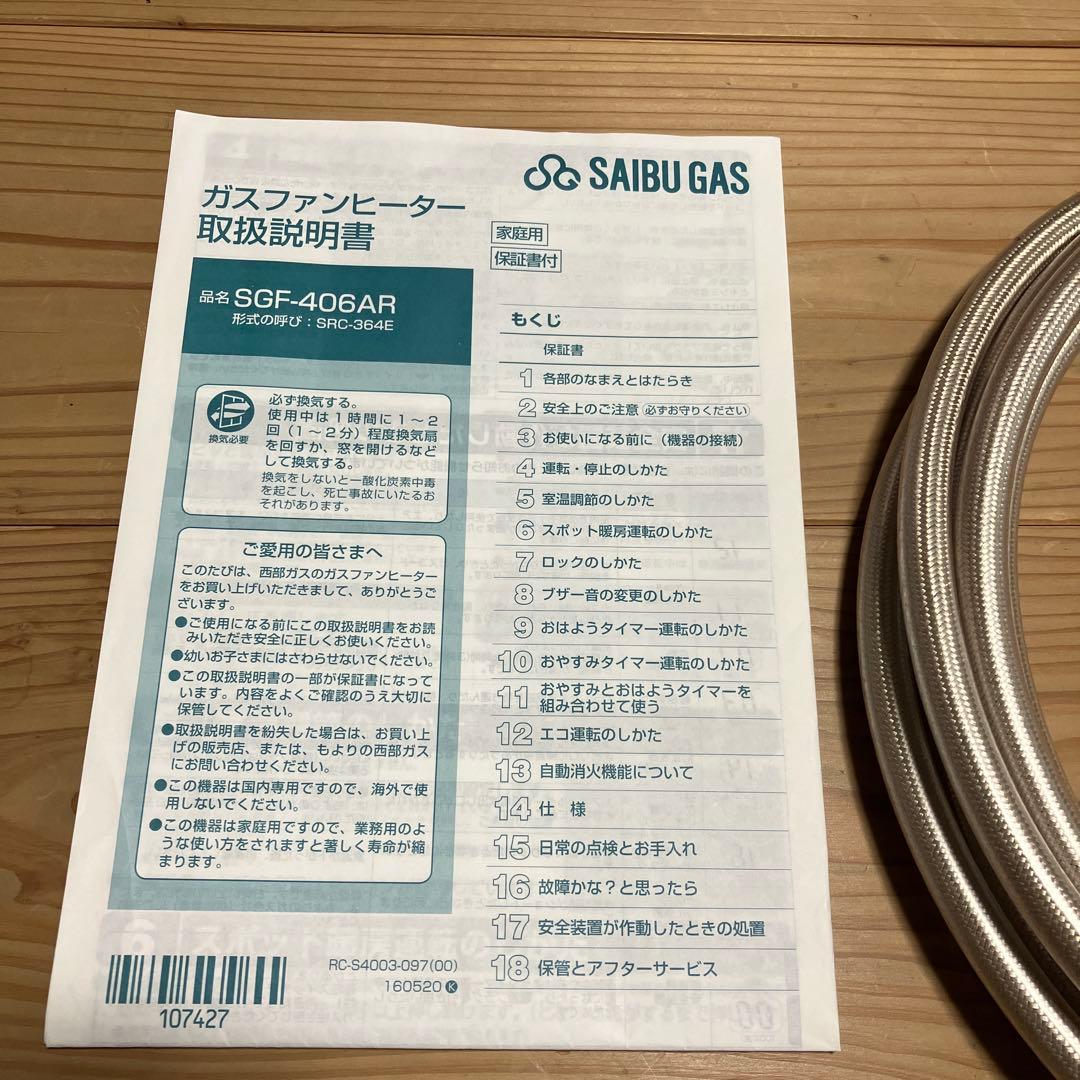 SAIBU GAS
ガスファンヒーター
取扱説明書
家庭用
保証書付
品名 SGF-406AR
形式の呼び：SRC-364E
換気必要
必ず換気する。
使用中は１時間に１～２
回（１～２分）程度換気扇
を回すか、窓を開けるなど
して換気する。
換気をしないと一酸化炭素中毒
を起こし、死亡事故にいたるお
それがあります。
ご愛用の皆さまへ
このたびは、西部ガスのガスファンヒーター
をお買い上げいただきまして、ありがとうご
ざいます。
●ご使用になる前にこの取扱説明書をお読
みいただき安全に正しくお使いください。
●幼いお子さまにはさわらせないでください。
●この取扱説明書の一部が保証書になって
います。内容をよくご確認のうえ大切に
保管してください。
●取扱説明書を紛失した場合は、お買い上
げの販売店、または、もよりの西部ガス
にお問い合わせください。
●この機器は国内専用ですので、海外で使
用しないでください。
●この機器は家庭用ですので、業務用のよ
うな使い方をされますと著しく寿命が縮
まります。
もくじ
保証書
1 各部のなまえとはたらき
2 安全上のご注意 必ずお守りください
3 お使いになる前に（機器の接続）
4 運転・停止のしかた
5 室温調節のしかた
6 スポット暖房運転のしかた
7 ロックのしかた
8 ブザー音の変更のしかた
9 おはようタイマー運転のしかた
10 おやすみタイマー運転のしかた
11 おやすみとおはようタイマーを
組み合わせて使う
12 エコ運転のしかた
13 自動消火機能について
14 仕 様
15 日常の点検とお手入れ
16 故障かな？と思ったら
17 安全装置が作動したときの処置
18 保管とアフターサービス
RC-S4003-097(00)
160520 K
107427